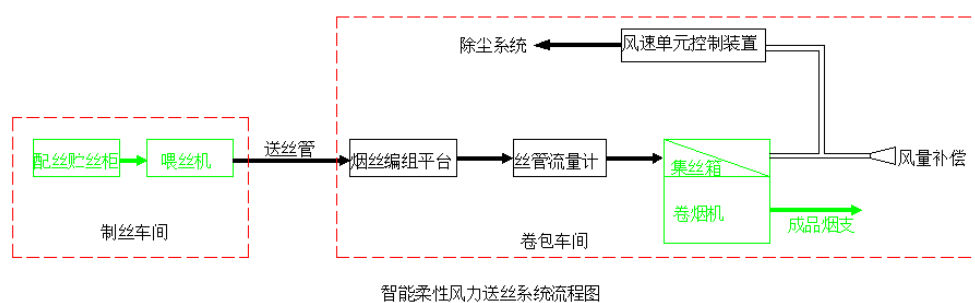 除尘系统
风速单元控制装置
配丝贮丝柜
喂丝机
送丝管
烟丝编组平台
丝管流量计
集丝箱
风量补偿
卷烟机
成品烟支
制丝车间
卷包车间
智能柔性风力送丝系统流程图